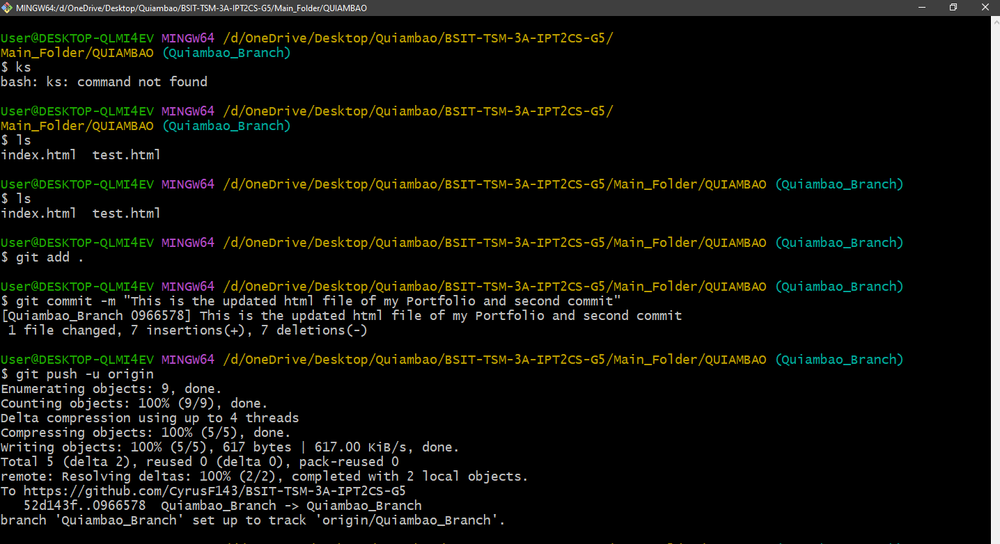 MINGW64:/d/OneDrive/Desktop/Quiambao/BSIT-TSM-3A-IPT2CS-G5/Main_Folder/QUIAMBAO
User@DESKTOP-QLMI4EV MINGW64 /d/OneDrive/Desktop/Quiambao/BSIT-TSM-3A-IPT2CS-G5/
Main_Folder/QUIAMBAO (Quiambao_Branch)
$ ks
bash: ks: command not found
User@DESKTOP-QLMI4EV MINGW64 /d/OneDrive/Desktop/Quiambao/BSIT-TSM-3A-IPT2CS-G5/
Main_Folder/QUIAMBAO (Quiambao_Branch)
$ ls
index.html  test.html
User@DESKTOP-QLMI4EV MINGW64 /d/OneDrive/Desktop/Quiambao/BSIT-TSM-3A-IPT2CS-G5/Main_Folder/QUIAMBAO (Quiambao_Branch)
$ ls
index.html  test.html
User@DESKTOP-QLMI4EV MINGW64 /d/OneDrive/Desktop/Quiambao/BSIT-TSM-3A-IPT2CS-G5/Main_Folder/QUIAMBAO (Quiambao_Branch)
$ git add .
User@DESKTOP-QLMI4EV MINGW64 /d/OneDrive/Desktop/Quiambao/BSIT-TSM-3A-IPT2CS-G5/Main_Folder/QUIAMBAO (Quiambao_Branch)
$ git commit -m "This is the updated html file of my Portfolio and second commit"
[Quiambao_Branch 0966578] This is the updated html file of my Portfolio and second commit
 1 file changed, 7 insertions(+), 7 deletions(-)
User@DESKTOP-QLMI4EV MINGW64 /d/OneDrive/Desktop/Quiambao/BSIT-TSM-3A-IPT2CS-G5/Main_Folder/QUIAMBAO (Quiambao_Branch)
$ git push -u origin
Enumerating objects: 9, done.
Counting objects: 100% (9/9), done.
Delta compression using up to 4 threads
Compressing objects: 100% (5/5), done.
Writing objects: 100% (5/5), 617 bytes | 617.00 KiB/s, done.
Total 5 (delta 2), reused 0 (delta 0), pack-reused 0
remote: Resolving deltas: 100% (2/2), completed with 2 local objects.
To https://github.com/CyrusF143/BSIT-TSM-3A-IPT2CS-G5
   52d143f..0966578  Quiambao_Branch -> Quiambao_Branch
branch 'Quiambao_Branch' set up to track 'origin/Quiambao_Branch'.